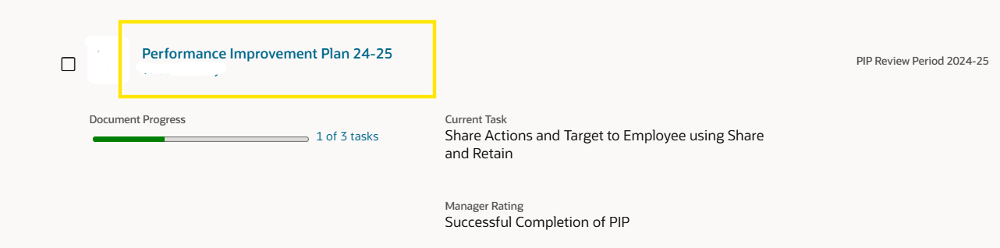 Performance Improvement Plan 24-25
PIP Review Period 2024-25
Document Progress
1 of 3 tasks
Current Task
Share Actions and Target to Employee using Share
and Retain
Manager Rating
Successful Completion of PIP